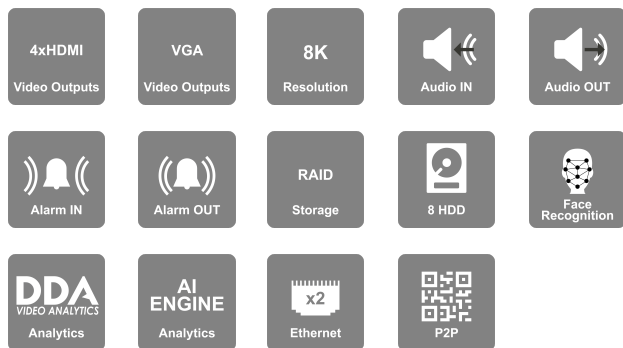 4xHDMI
Video Outputs
VGA
Video Outputs
8K
Resolution
Audio IN
Audio OUT
Alarm IN
Alarm OUT
RAID
Storage
8 HDD
Face
Recognition
DDA
VIDEO ANALYTICS
Analytics
AI
ENGINE
Analytics
x2
Ethernet
P2P